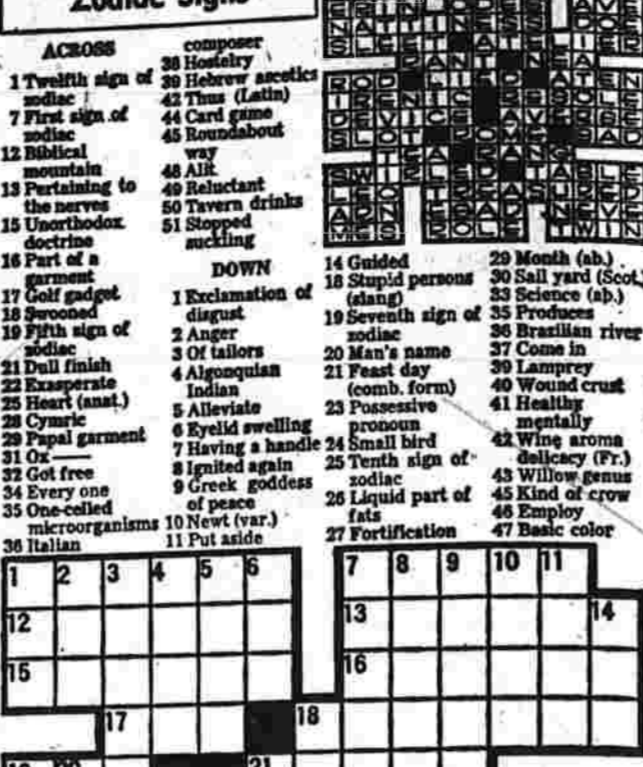 Zodiac Signs
ACROSS
1 Twelfth sign of
zodiac
7 First sign of
zodiac
12 Biblical
mountain
13 Pertaining to
the nerves
15 Unorthodox
doctrine
16 Part of a
garment
17 Golf gadget
18 Swooned
19 Fifth sign of
zodiac
21 Dull finish
22 Exasperate
25 Heart (anat.)
28 Cymric
29 Papal garment
31 Ox —
32 Got free
34 Every one
35 One-celled
microorganisms
36 Italian
composer
38 Hostelry
39 Hebrew ascetics
42 Thus (Latin)
44 Card game
45 Roundabout
way
48 Alit
49 Reluctant
50 Tavern drinks
51 Stopped
suckling
DOWN
1 Exclamation of
disgust
2 Anger
3 Of tailors
4 Algonquian
Indian
5 Alleviate
6 Eyelid swelling
7 Having a handle
8 Ignited again
9 Greek goddess
of peace
10 Newt (var.)
11 Put aside
14 Guided
18 Stupid persons
(slang)
19 Seventh sign of
zodiac
20 Man's name
21 Feast day
(comb. form)
23 Possessive
pronoun
24 Small bird
25 Tenth sign of
zodiac
26 Liquid part of
fats
27 Fortification
29 Month (ab.)
30 Sail yard (Scot.)
33 Science (ab.)
35 Produces
36 Brazilian river
37 Come in
39 Lamprey
40 Wound crust
41 Healthy
mentally
42 Wine aroma
delicacy (Fr.)
43 Willow genus
45 Kind of crow
46 Employ
47 Basic color
1 2 3 4 5 6 7 8 9 10 11
12 13 14
15 16
17 18
21